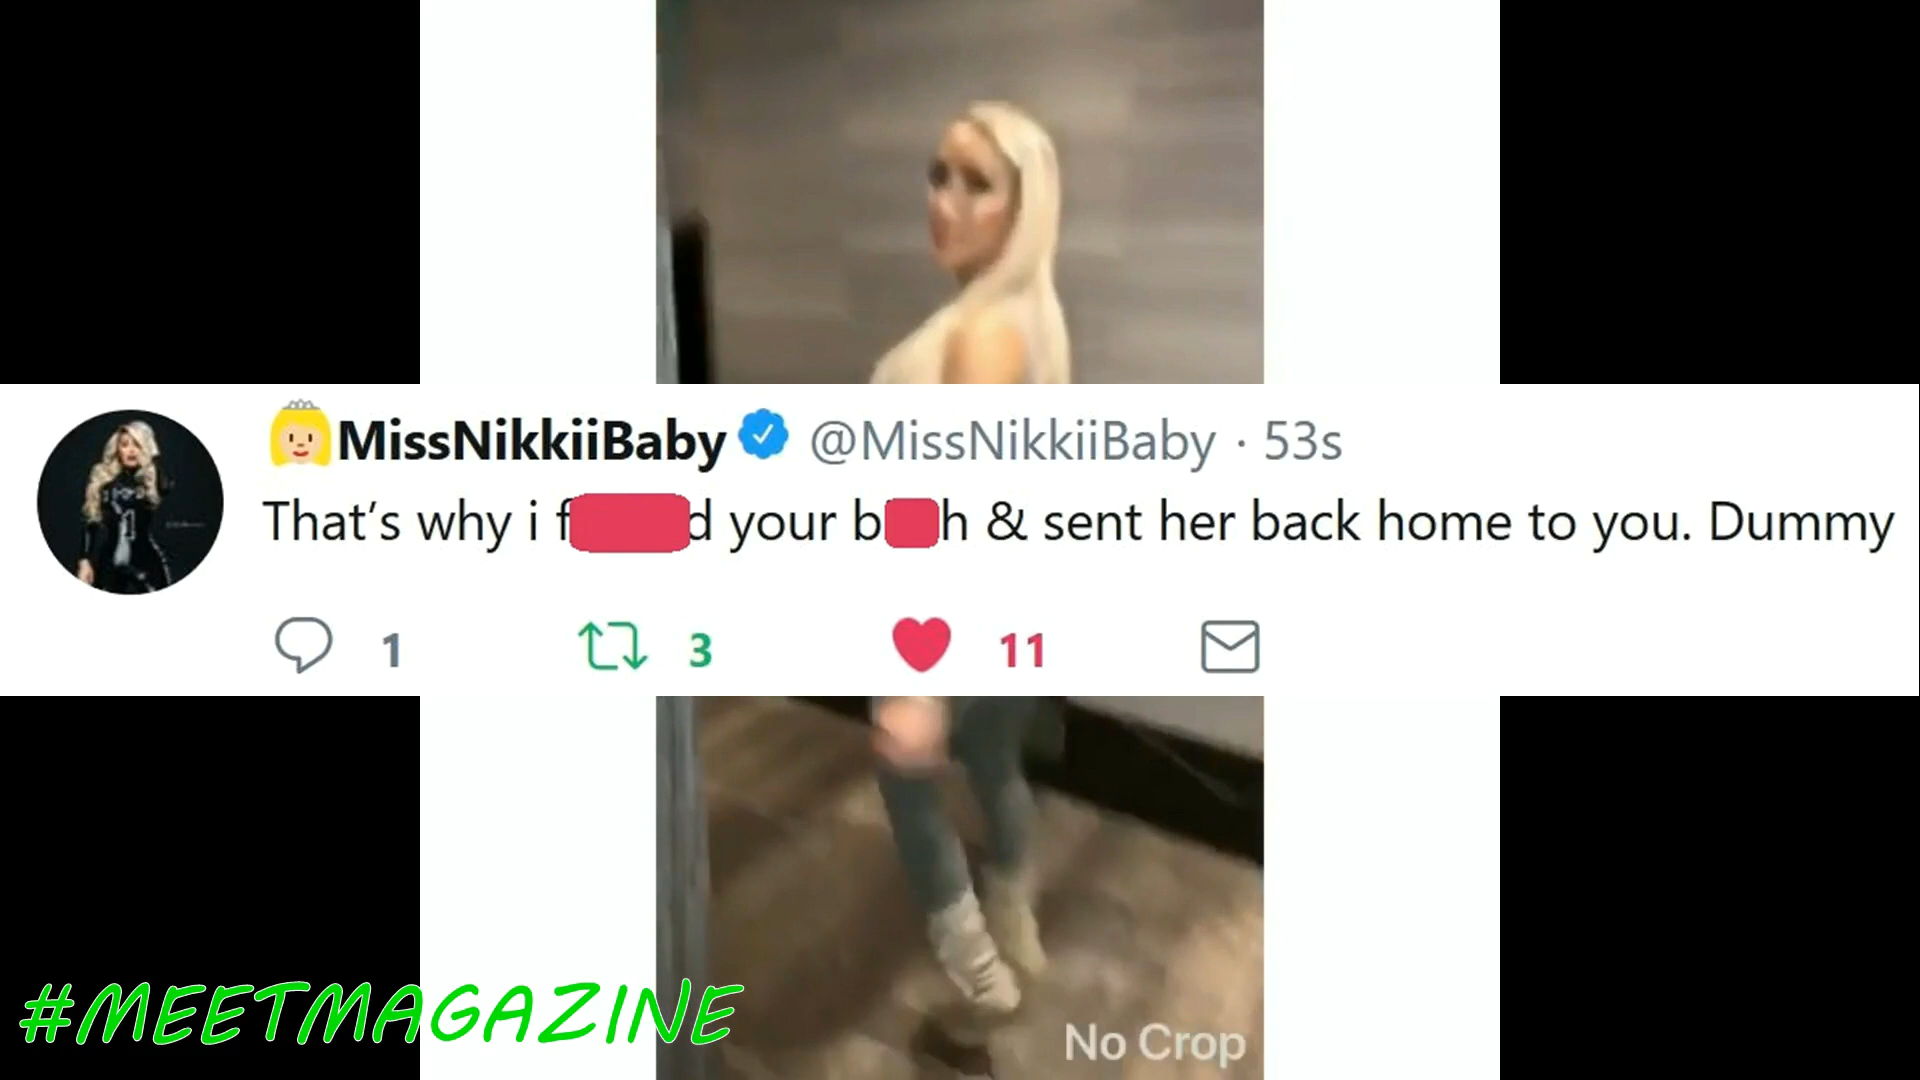 MissNikkiiBaby @MissNikkiiBaby · 53s
That's why i f d your b h & sent her back home to you. Dummy
1 3 11
#MEETMAGAZINE
No Crop